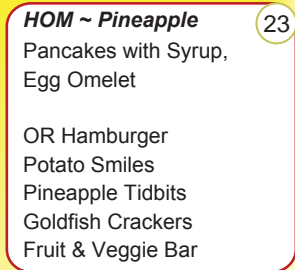 HOM ~ Pineapple
23
Pancakes with Syrup,
Egg Omelet
OR Hamburger
Potato Smiles
Pineapple Tidbits
Goldfish Crackers
Fruit & Veggie Bar